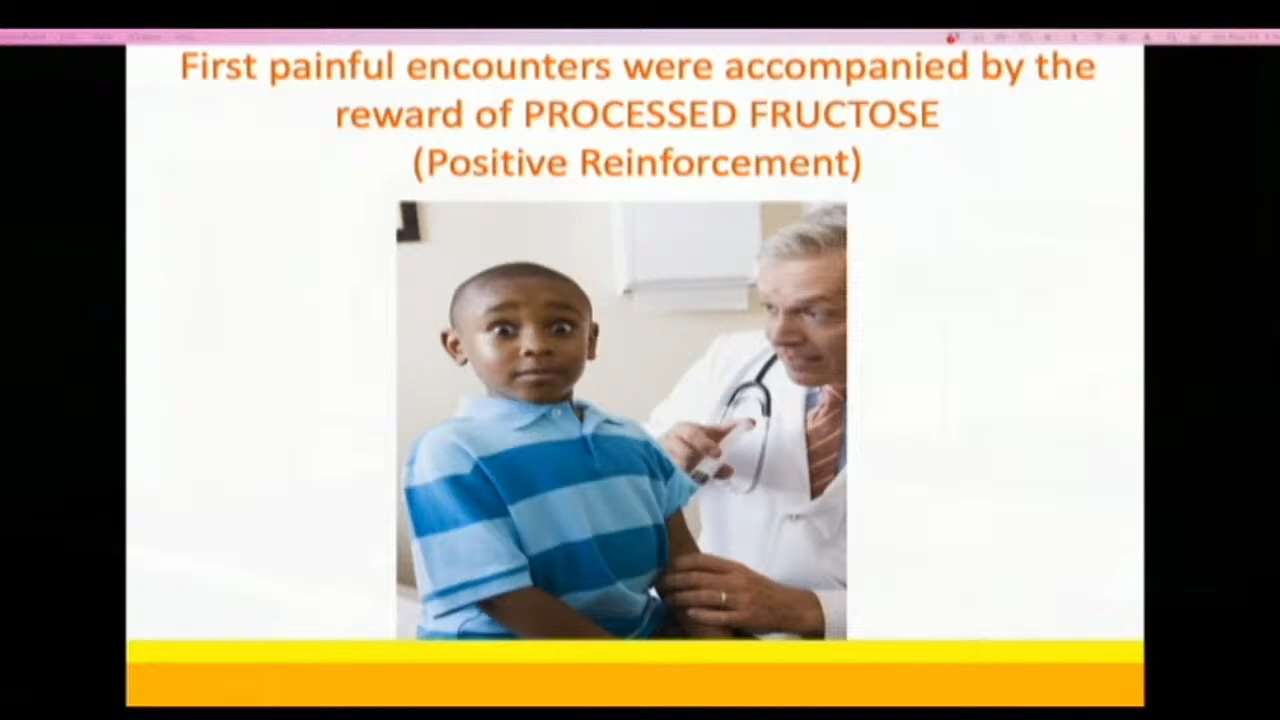 First painful encounters were accompanied by the
reward of PROCESSED FRUCTOSE
(Positive Reinforcement)